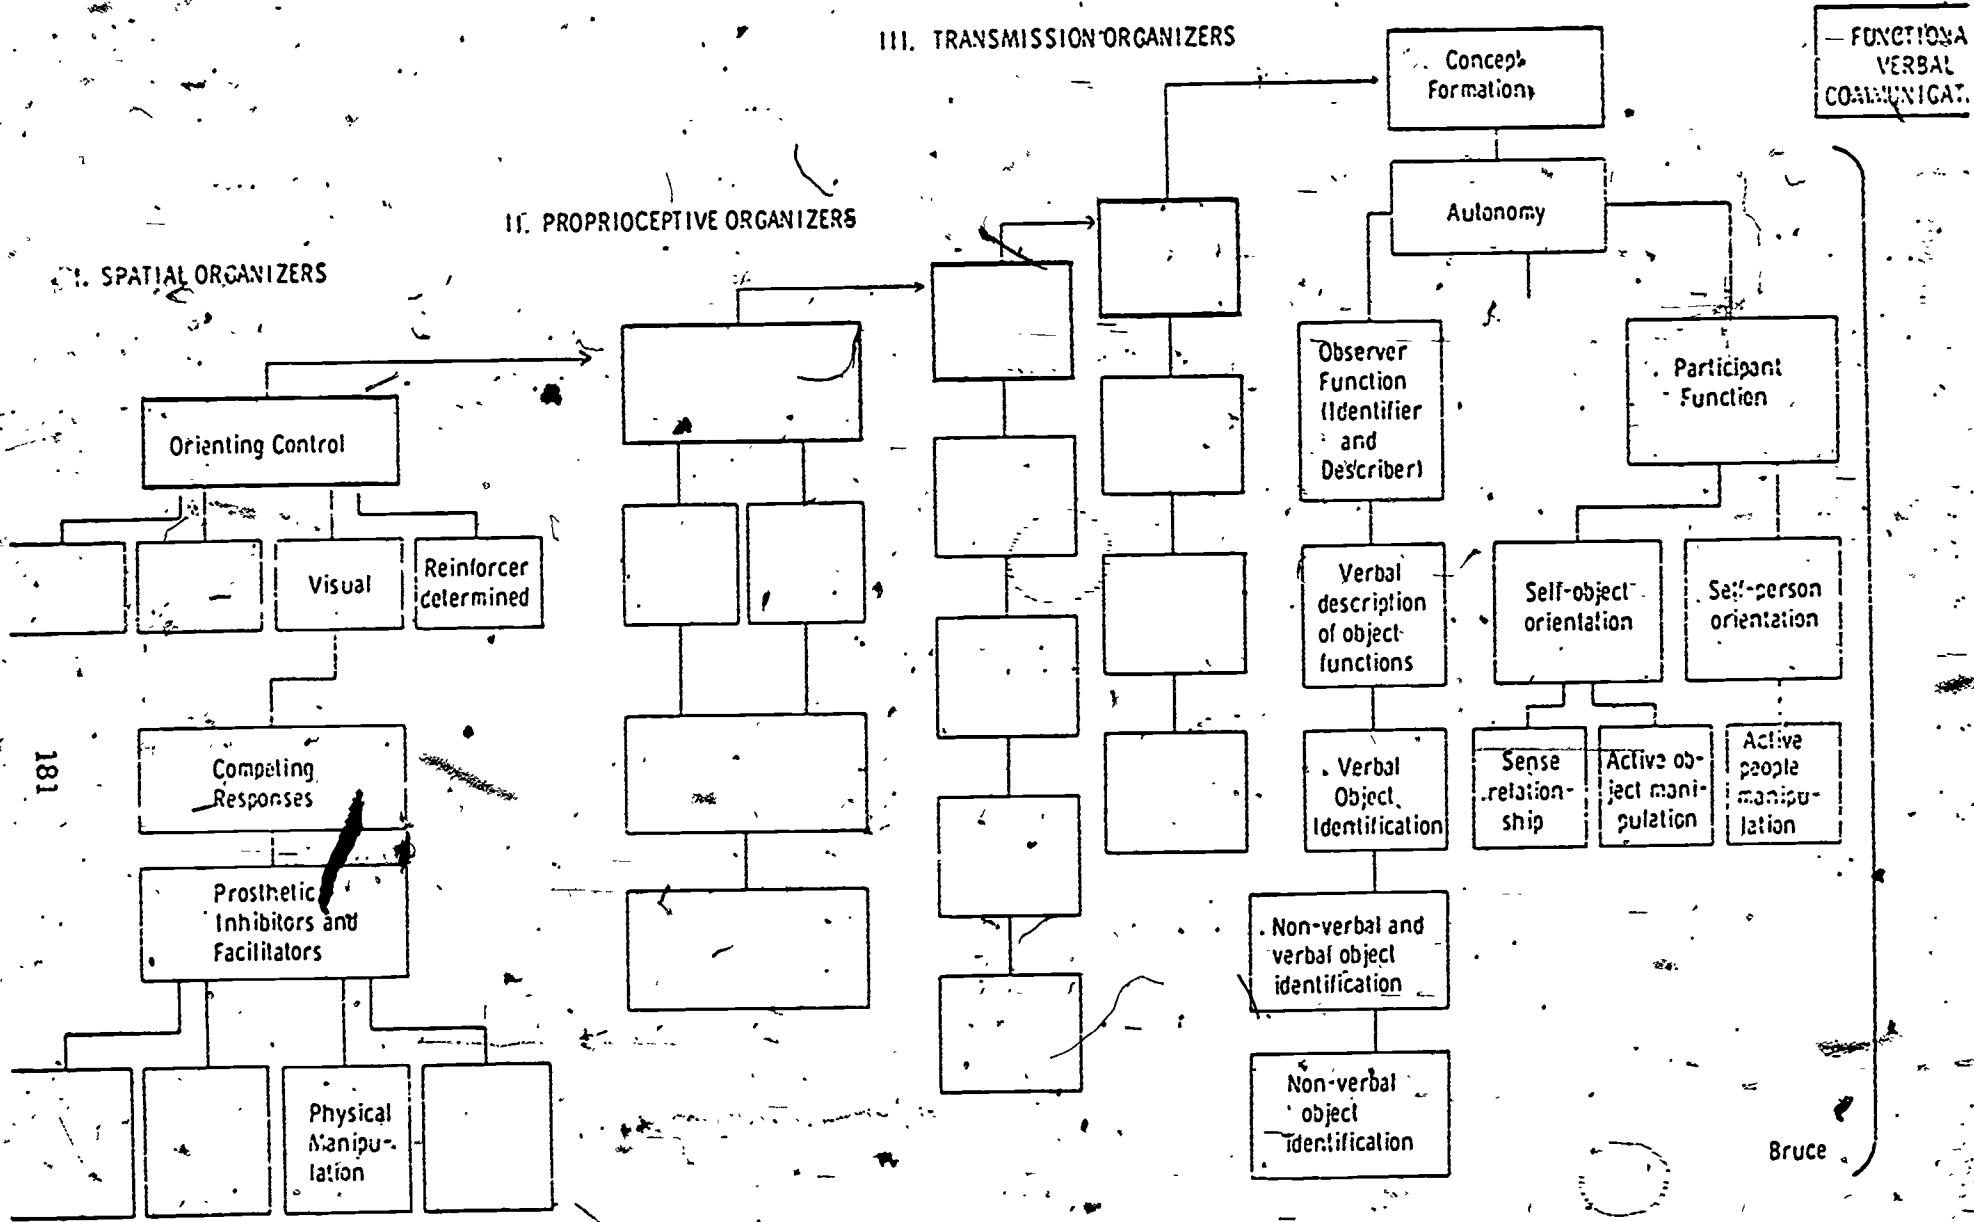 III. TRANSMISSION ORGANIZERS
Concept
Formation
FUNCTIONA
VERBAL
COMMUNICAT
Autonomy
II. PROPRIOCEPTIVE ORGANIZERS
I. SPATIAL ORGANIZERS
Orienting Control
Visual
Reinforcer
determined
Competing
Responses
Prosthetic
Inhibitors and
Facilitators
Physical
Manipu-
lation
Observer
Function
(Identifier
and
Describer)
Participant
Function
Verbal
description
of object
functions
Self-object
orientation
Self-person
orientation
Verbal
Object
Identification
Sense
relation-
ship
Active ob-
ject mani-
pulation
Active
people
manipu-
lation
Non-verbal and
verbal object
identification
Non-verbal
object
identification
Bruce
181